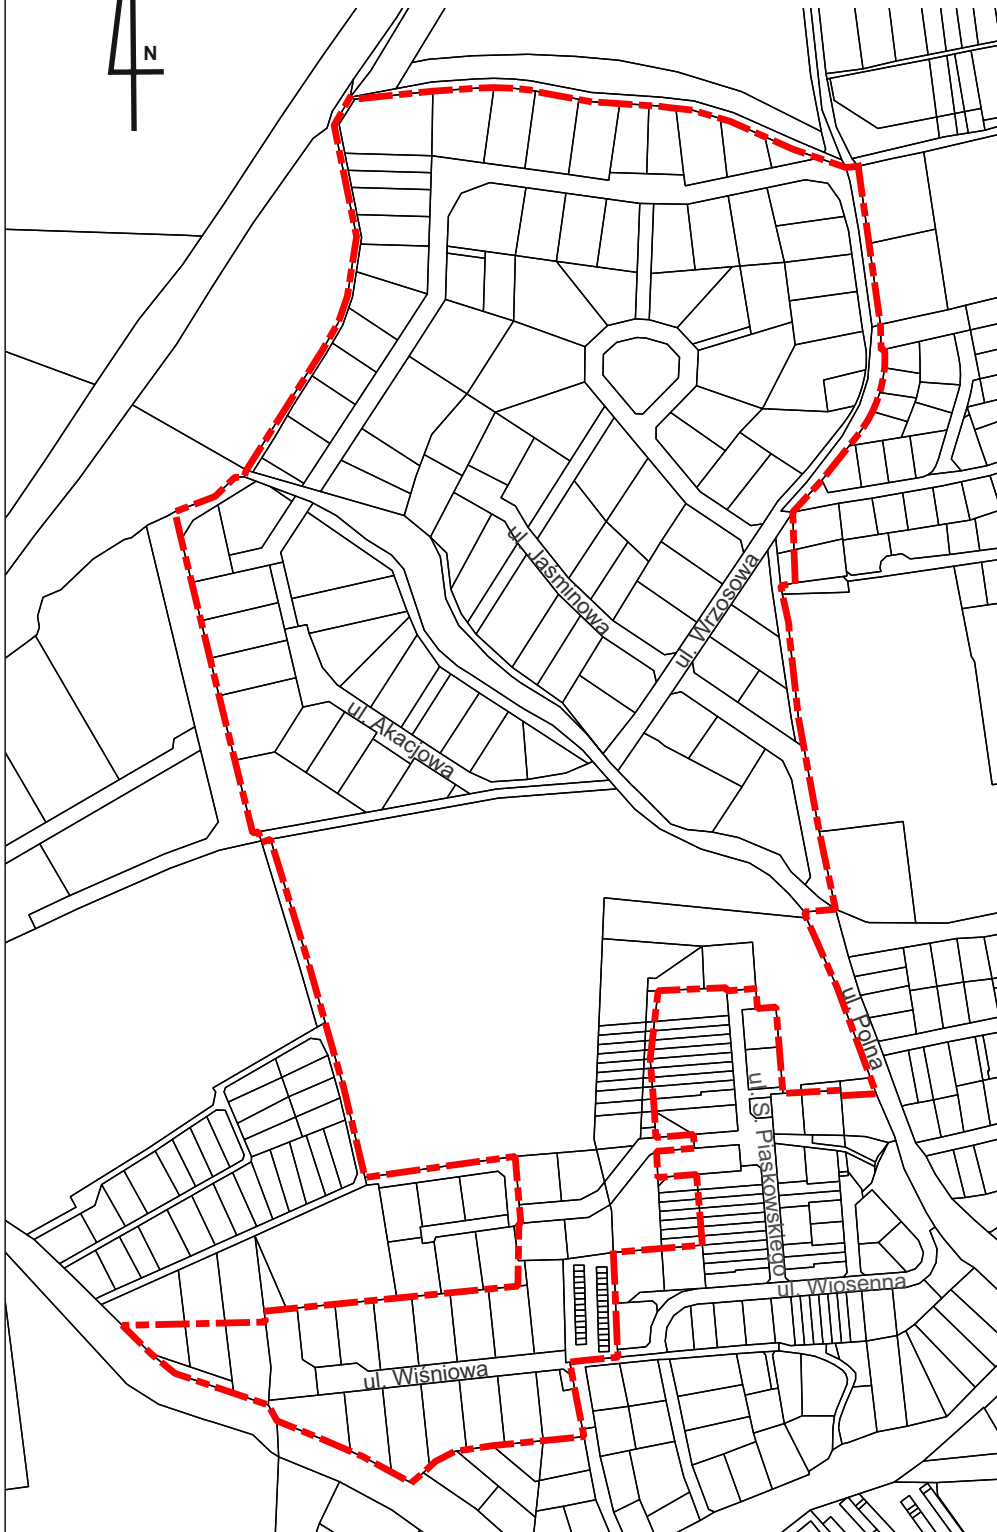 N
ul. Jaśminowa
ul. Wrzosowa
ul. Akacjowa
ul. Polna
ul. S. Piaskowskiego
ul. Wiosenna
ul. Wiśniowa